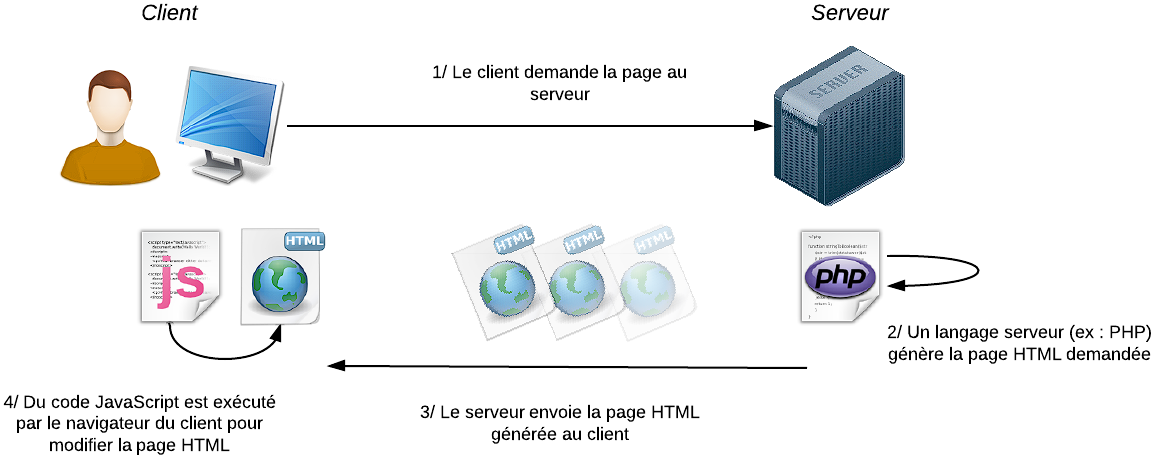 Client
Serveur
1/ Le client demande la page au
serveur
SERVER
js
HTML
HTML
HTML
HTML
<?php
php
2/ Un langage serveur (ex : PHP)
génère la page HTML demandée
3/ Le serveur envoie la page HTML
générée au client
4/ Du code JavaScript est exécuté
par le navigateur du client pour
modifier la page HTML